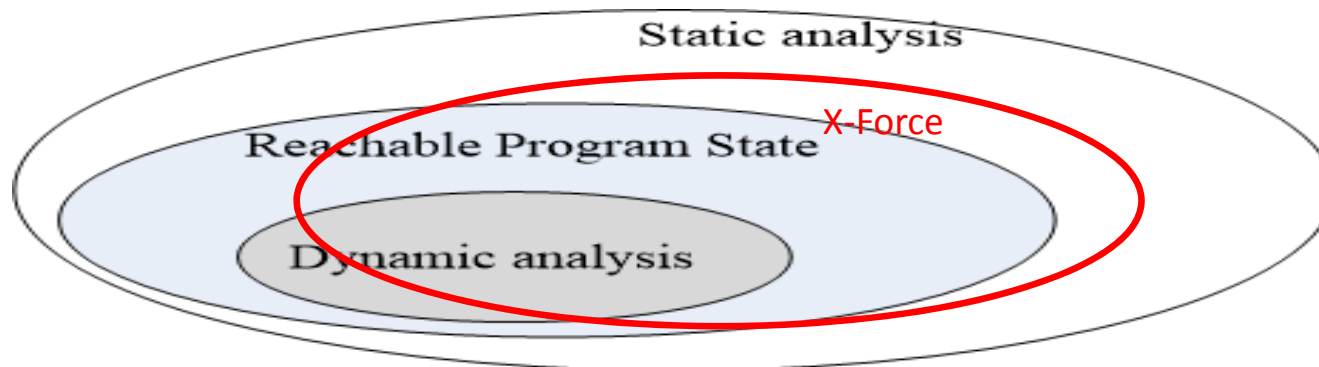 Static analysis
X-Force
Reachable Program State
Dynamic analysis